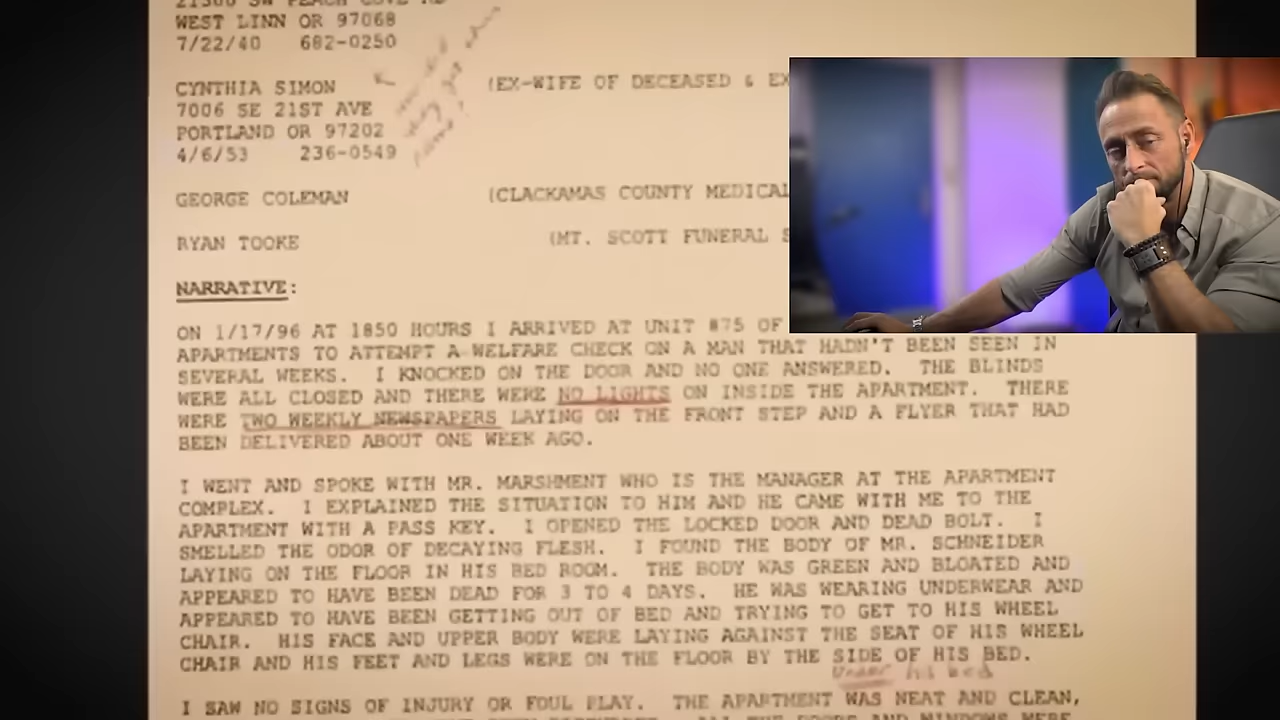 WEST LINN OR 97068
7/22/40 682-0250
CYNTHIA SIMON (EX-WIFE OF DECEASED & EX
7006 SE 21ST AVE
PORTLAND OR 97202
4/6/53 236-0549
GEORGE COLEMAN (CLACKAMAS COUNTY MEDICAL
RYAN TOOKE (MT. SCOTT FUNERAL S
NARRATIVE:
ON 1/17/96 AT 1850 HOURS I ARRIVED AT UNIT #75 OF
APARTMENTS TO ATTEMPT A WELFARE CHECK ON A MAN THAT HADN'T BEEN SEEN IN
SEVERAL WEEKS. I KNOCKED ON THE DOOR AND NO ONE ANSWERED. THE BLINDS
WERE ALL CLOSED AND THERE WERE NO LIGHTS ON INSIDE THE APARTMENT. THERE
WERE TWO WEEKLY NEWSPAPERS LAYING ON THE FRONT STEP AND A FLYER THAT HAD
BEEN DELIVERED ABOUT ONE WEEK AGO.
I WENT AND SPOKE WITH MR. MARSHMENT WHO IS THE MANAGER AT THE APARTMENT
COMPLEX. I EXPLAINED THE SITUATION TO HIM AND HE CAME WITH ME TO THE
APARTMENT WITH A PASS KEY. I OPENED THE LOCKED DOOR AND DEAD BOLT. I
SMELLED THE ODOR OF DECAYING FLESH. I FOUND THE BODY OF MR. SCHNEIDER
LAYING ON THE FLOOR IN HIS BED ROOM. THE BODY WAS GREEN AND BLOATED AND
APPEARED TO HAVE BEEN DEAD FOR 3 TO 4 DAYS. HE WAS WEARING UNDERWEAR AND
APPEARED TO HAVE BEEN GETTING OUT OF BED AND TRYING TO GET TO HIS WHEEL
CHAIR. HIS FACE AND UPPER BODY WERE LAYING AGAINST THE SEAT OF HIS WHEEL
CHAIR AND HIS FEET AND LEGS WERE ON THE FLOOR BY THE SIDE OF HIS BED.
under his bed
I SAW NO SIGNS OF INJURY OR FOUL PLAY. THE APARTMENT WAS NEAT AND CLEAN,